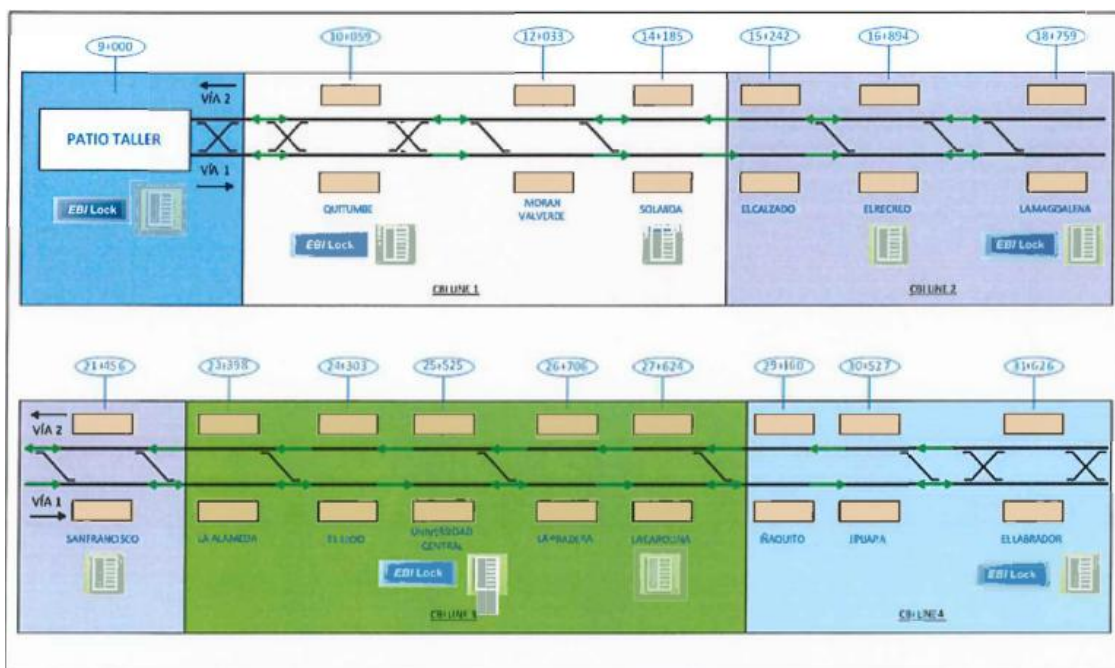 9+000
10+059
12+033
14+185
15+242
16+894
18+759
VÍA 2
PATIO TALLER
VÍA 1
QUITUMBE
MORAN
VALVERDE
SOLANDA
EL CALZADO
EL RECREO
LA MAGDALENA
EBI Lock
EBI Lock
EBI Lock
CBI LINE 1
CBI LINE 2
21+456
23+398
24+303
25+525
26+706
27+624
29+160
30+527
31+626
VÍA 2
VÍA 1
SAN FRANCISCO
LA ALAMEDA
EL EJIDO
UNIVERSIDAD
CENTRAL
LA PRADERA
LA CAROLINA
IÑAQUITO
JIPIJAPA
EL LABRADOR
EBI Lock
EBI Lock
CBI LINE 3
CBI LINE 4